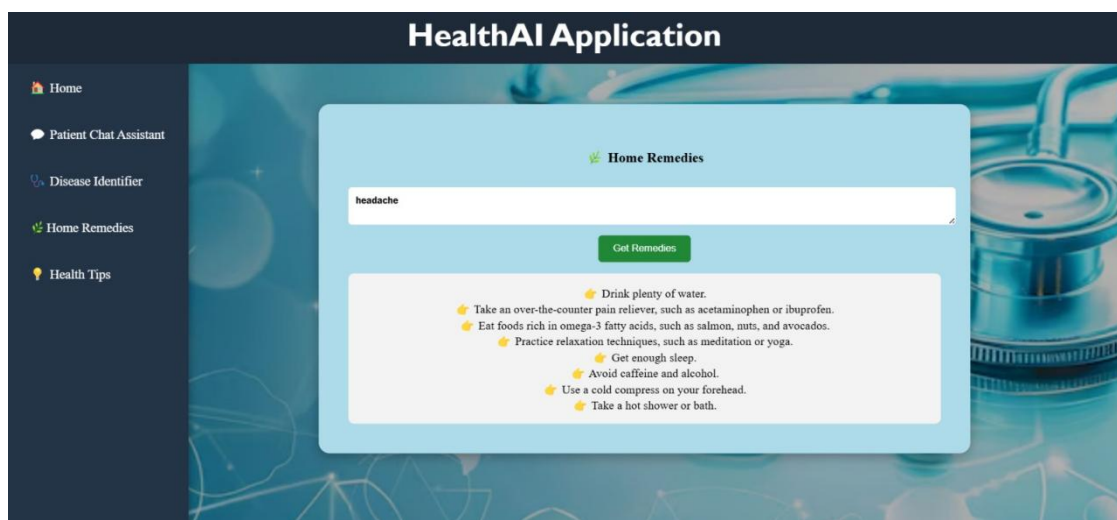 HealthAI Application
🏠 Home
💬 Patient Chat Assistant
🩺 Disease Identifier
🌿 Home Remedies
💡 Health Tips
🌿 Home Remedies
headache
Get Remedies
👉 Drink plenty of water.
👉 Take an over-the-counter pain reliever, such as acetaminophen or ibuprofen.
👉 Eat foods rich in omega-3 fatty acids, such as salmon, nuts, and avocados.
👉 Practice relaxation techniques, such as meditation or yoga.
👉 Get enough sleep.
👉 Avoid caffeine and alcohol.
👉 Use a cold compress on your forehead.
👉 Take a hot shower or bath.